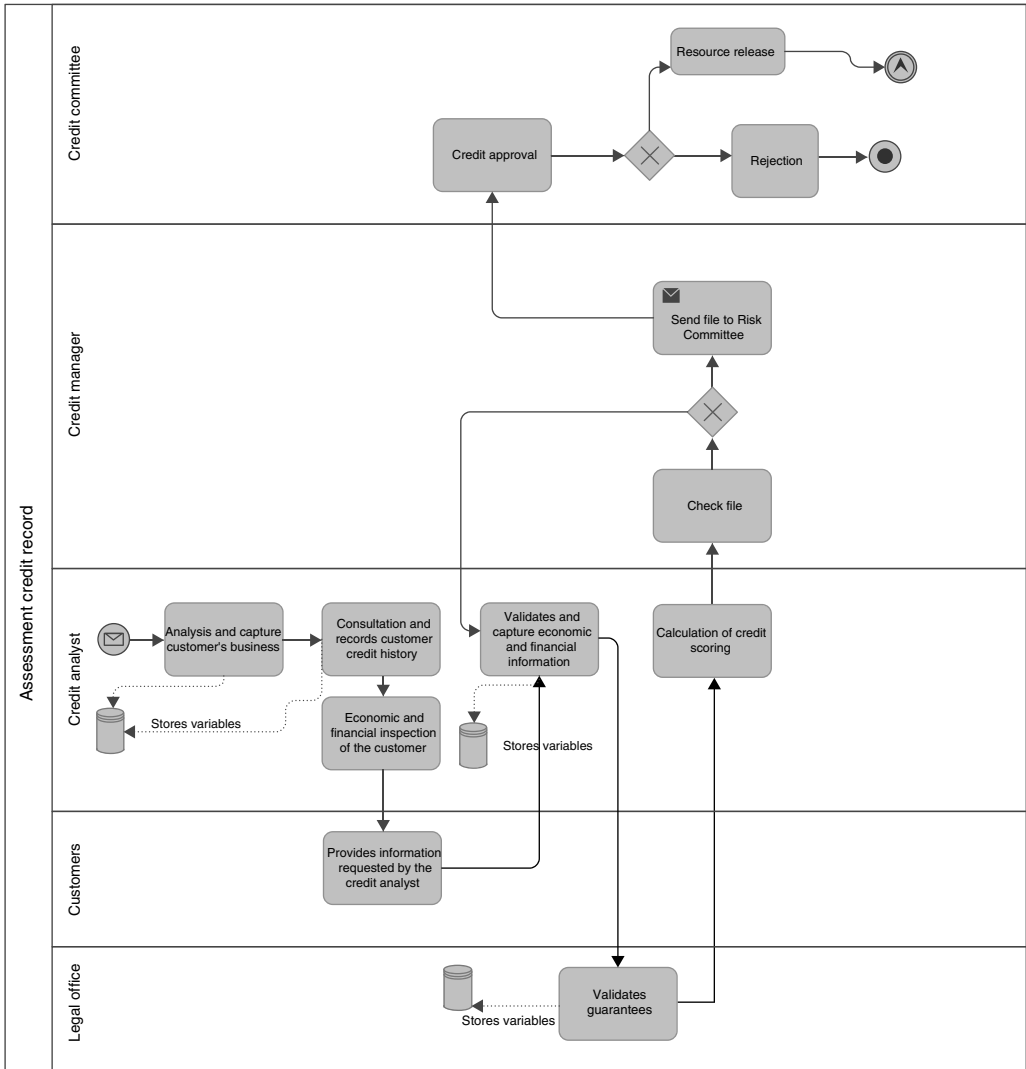 Assessment credit record
Credit committee
Resource release
Credit approval
Rejection
Credit manager
Send file to Risk
Committee
Check file
Credit analyst
Analysis and capture
customer's business
Consultation and
records customer
credit history
Validates and
capture economic
and financial
information
Calculation of credit
scoring
Stores variables
Economic and
financial inspection
of the customer
Stores variables
Customers
Provides information
requested by the
credit analyst
Legal office
Validates
guarantees
Stores variables